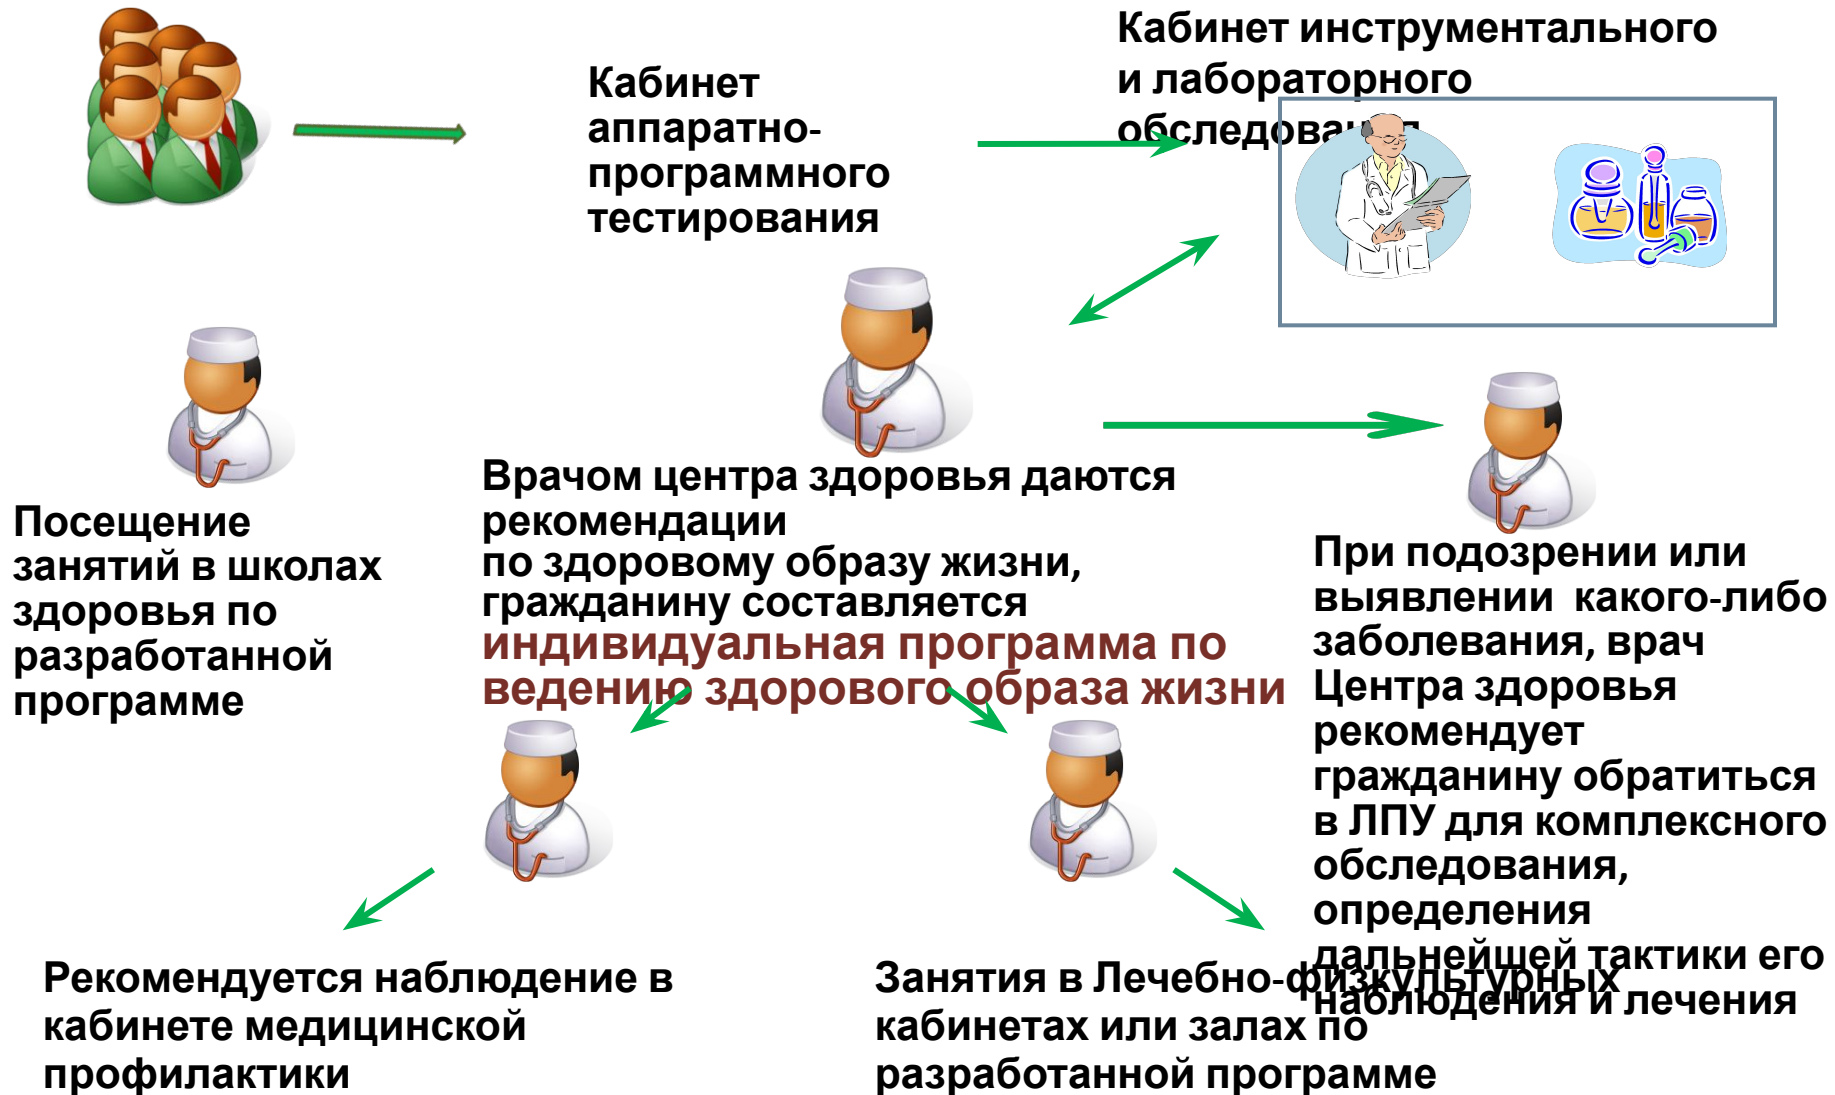 Кабинет
аппаратно-
программного
тестирования
Кабинет инструментального
и лабораторного
обследования
Посещение
занятий в школах
здоровья по
разработанной
программе
Врачом центра здоровья даются
рекомендации
по здоровому образу жизни,
гражданину составляется
индивидуальная программа по
ведению здорового образа жизни
При подозрении или
выявлении какого-либо
заболевания, врач
Центра здоровья
рекомендует
гражданину обратиться
в ЛПУ для комплексного
обследования,
определения
дальнейшей тактики его
наблюдения и лечения
Рекомендуется наблюдение в
кабинете медицинской
профилактики
Занятия в Лечебно-физкультурных
кабинетах или залах по
разработанной программе